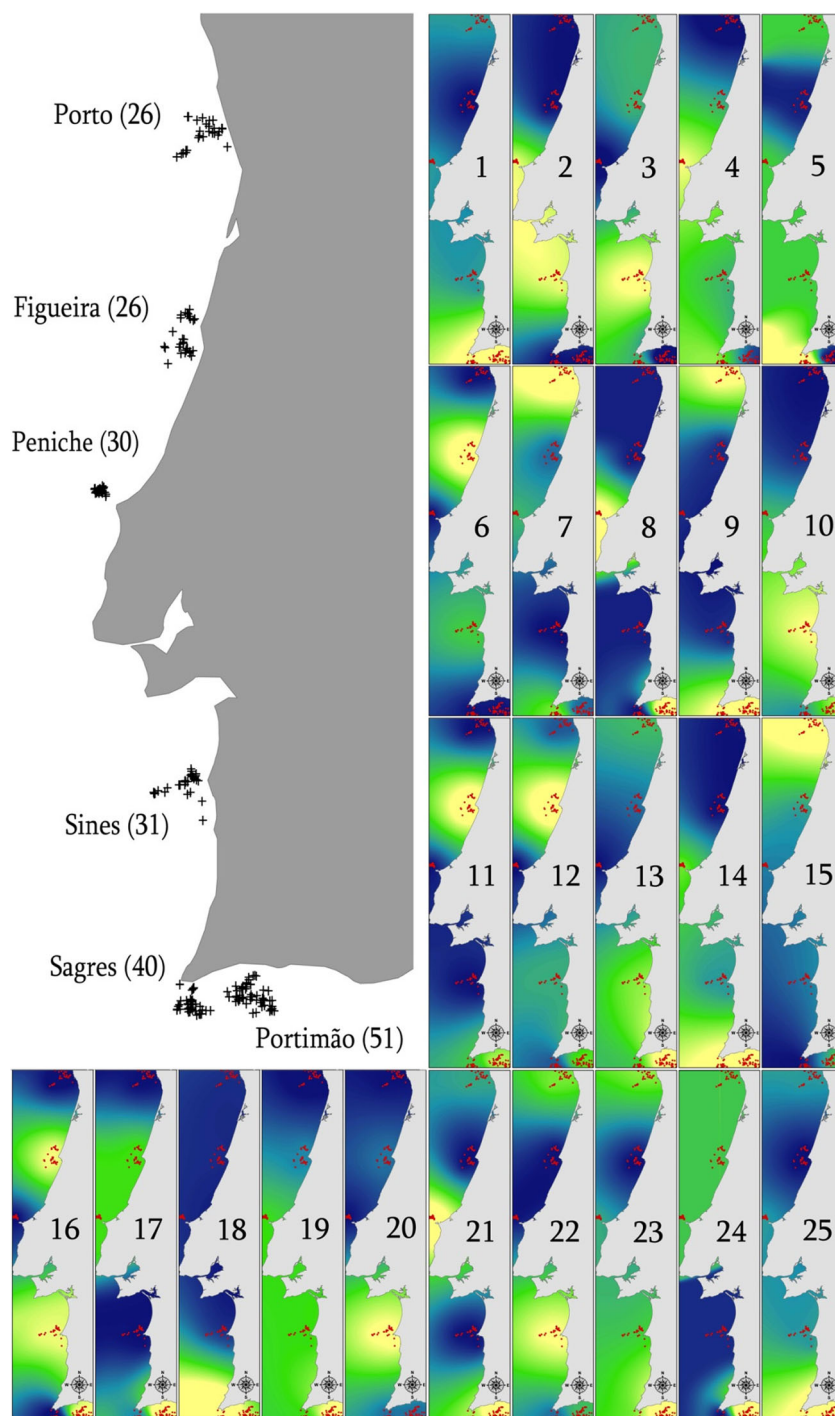 Porto (26)
Figueira (26)
Peniche (30)
Sines (31)
Sagres (40)
Portimão (51)
1 2 3 4 5
6 7 8 9 10
11 12 13 14 15
16 17 18 19 20 21 22 23 24 25